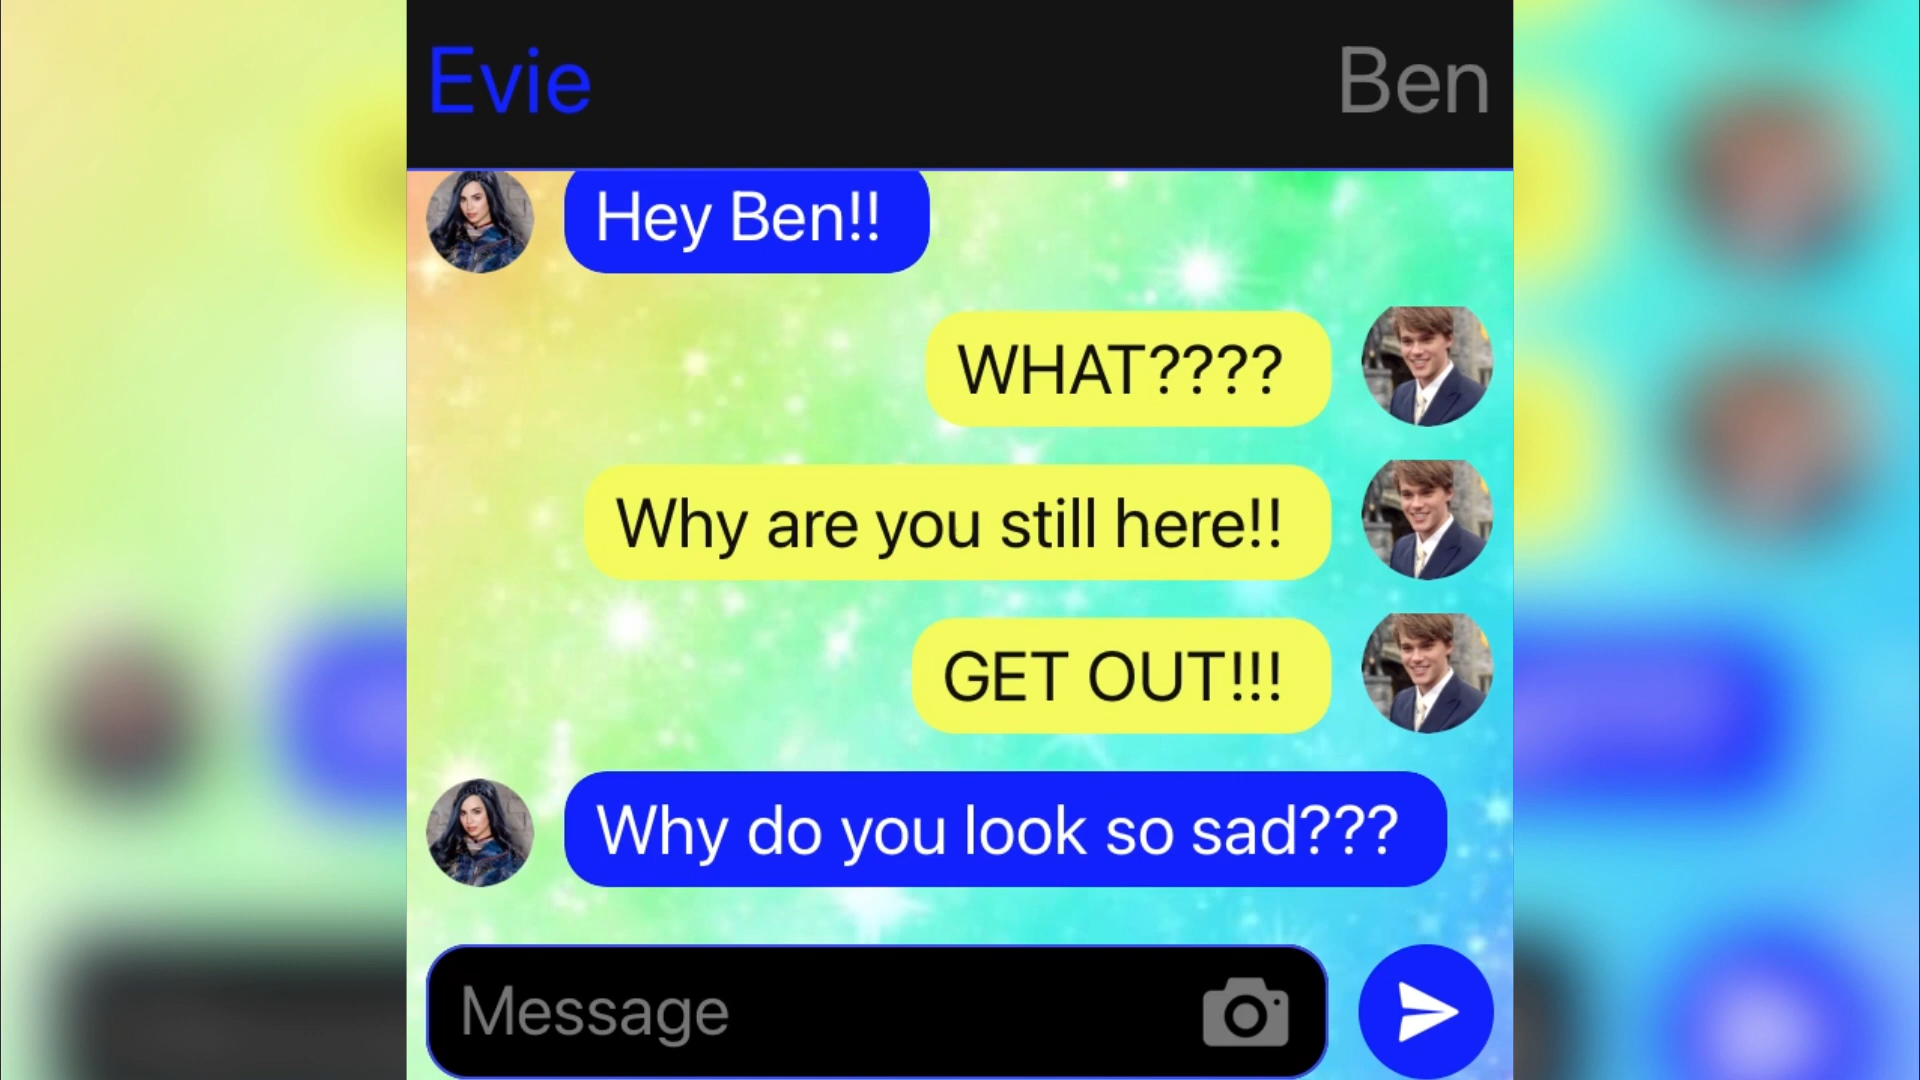 Evie
Ben
Hey Ben!!
WHAT????
Why are you still here!!
GET OUT!!!
Why do you look so sad???
Message